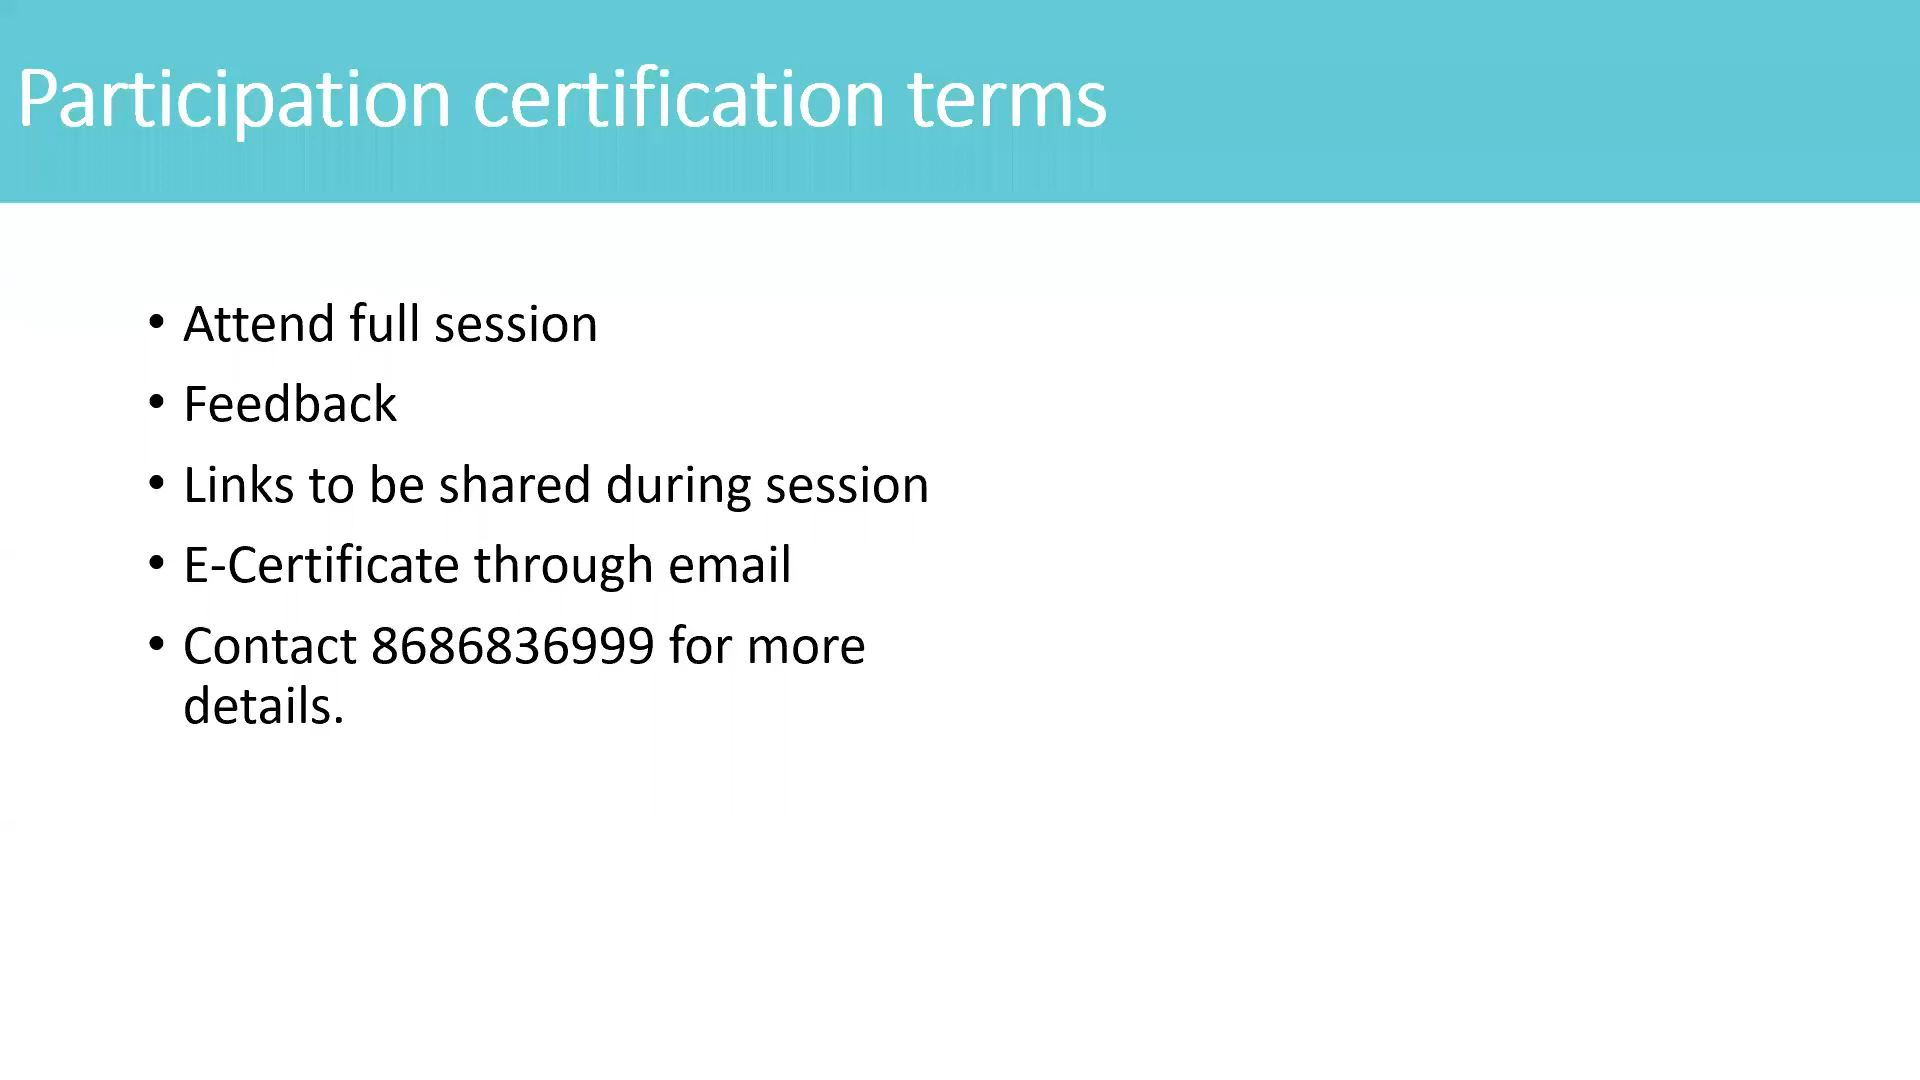 Participation certification terms
• Attend full session
• Feedback
• Links to be shared during session
• E-Certificate through email
• Contact 8686836999 for more
details.